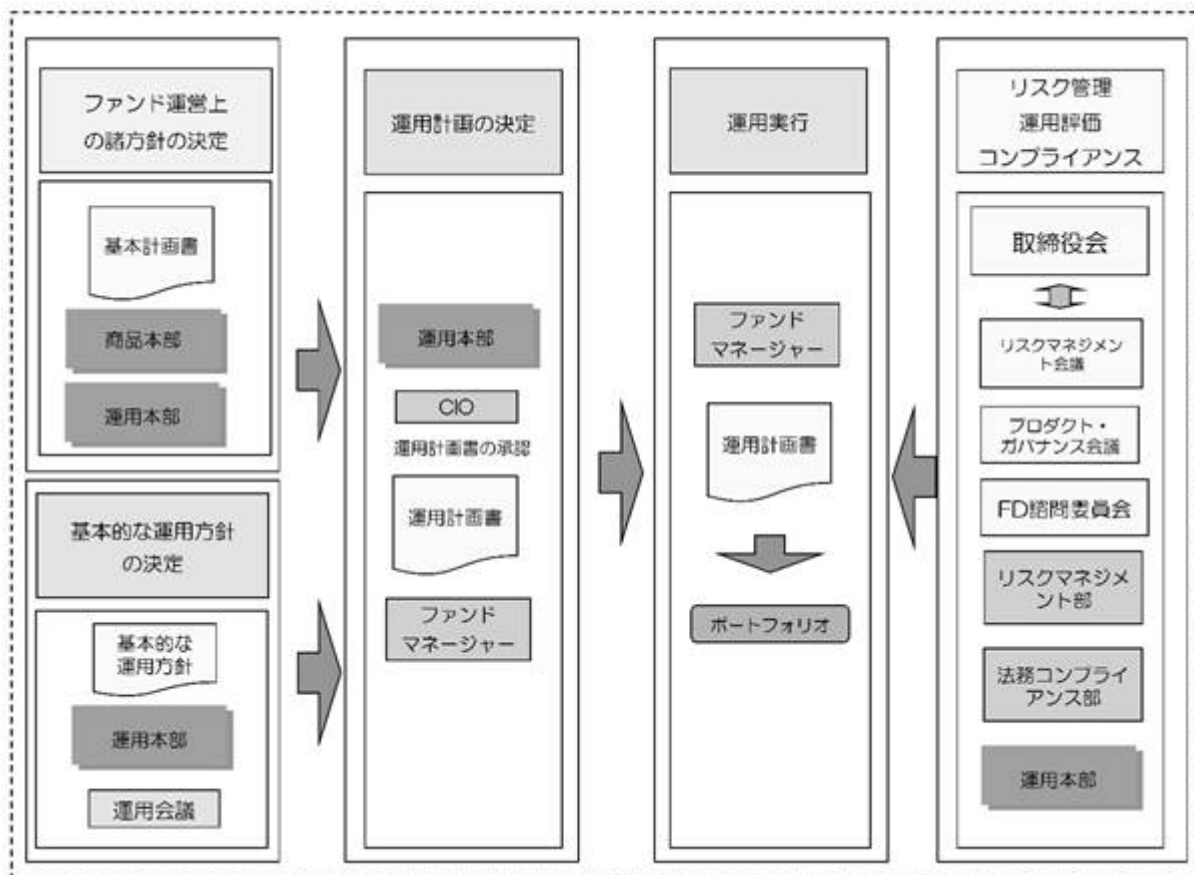 ファンド運営上
の諸方針の決定
基本計画書
商品本部
運用本部
基本的な運用方針
の決定
基本的な
運用方針
運用本部
運用会議
運用計画の決定
運用本部
CIO
運用計画書の承認
運用計画書
ファンド
マネージャー
運用実行
ファンド
マネージャー
運用計画書
ポートフォリオ
リスク管理
運用評価
コンプライアンス
取締役会
リスクマネジメン
ト会議
プロダクト・
ガバナンス会議
FD諮問委員会
リスクマネジメ
ント部
法務コンプライ
アンス部
運用本部